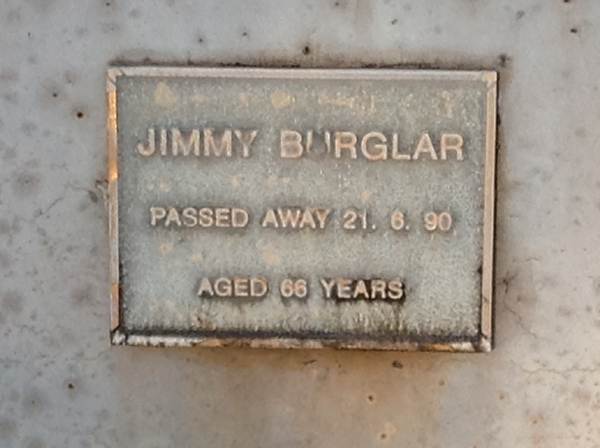 JIMMY BURGLAR
PASSED AWAY 21. 6. 90.
AGED 66 YEARS